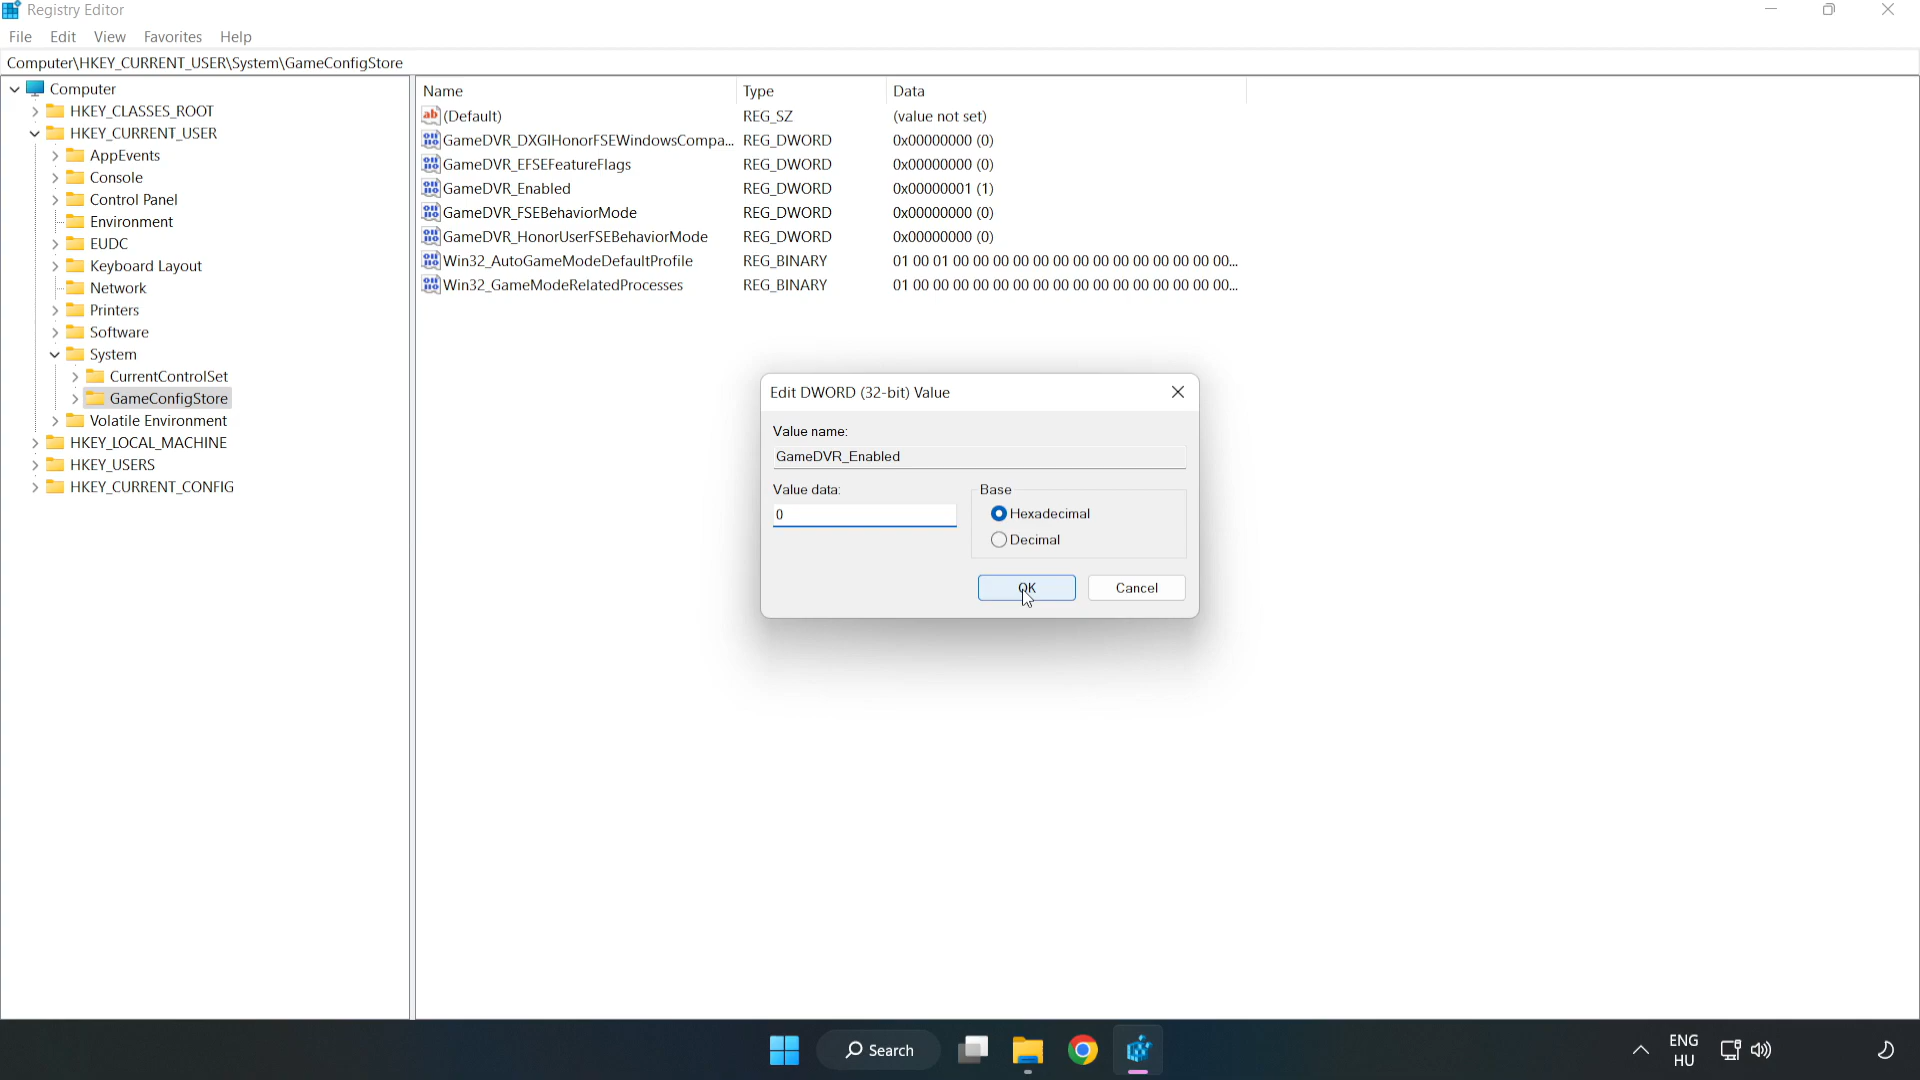 Registry Editor
File Edit View Favorites Help
Computer\HKEY_CURRENT_USER\System\GameConfigStore
Computer
HKEY_CLASSES_ROOT
HKEY_CURRENT_USER
AppEvents
Console
Control Panel
Environment
EUDC
Keyboard Layout
Network
Printers
Software
System
CurrentControlSet
GameConfigStore
Volatile Environment
HKEY_LOCAL_MACHINE
HKEY_USERS
HKEY_CURRENT_CONFIG
Name Type Data
ab (Default) REG_SZ (value not set)
GameDVR_DXGIHonorFSEWindowsCompa... REG_DWORD 0x00000000 (0)
GameDVR_EFSEFeatureFlags REG_DWORD 0x00000000 (0)
GameDVR_Enabled REG_DWORD 0x00000001 (1)
GameDVR_FSEBehaviorMode REG_DWORD 0x00000000 (0)
GameDVR_HonorUserFSEBehaviorMode REG_DWORD 0x00000000 (0)
Win32_AutoGameModeDefaultProfile REG_BINARY 01 00 01 00 00 00 00 00 00 00 00 00 00 00 00 00 00...
Win32_GameModeRelatedProcesses REG_BINARY 01 00 00 00 00 00 00 00 00 00 00 00 00 00 00 00 00...
Edit DWORD (32-bit) Value
Value name:
GameDVR_Enabled
Value data:
0
Base
Hexadecimal
Decimal
OK Cancel
Search
ENG
HU